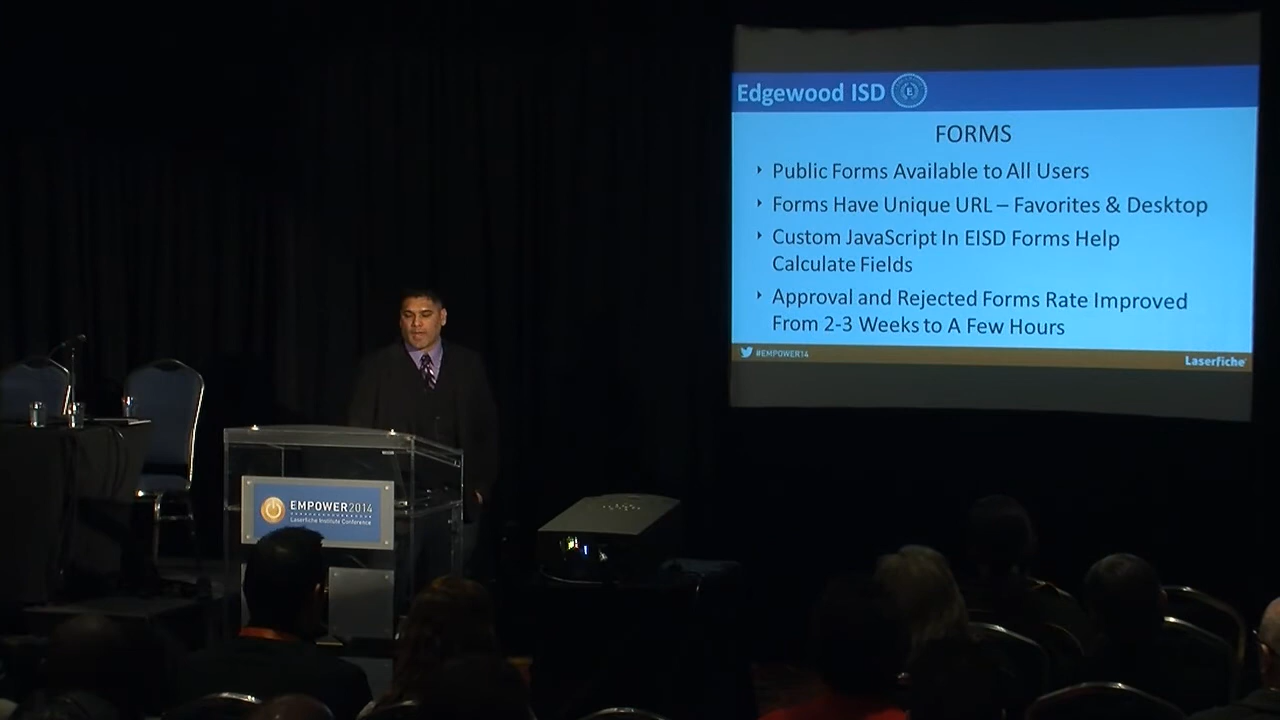 Edgewood ISD
E
FORMS
Public Forms Available to All Users
Forms Have Unique URL – Favorites & Desktop
Custom JavaScript In EISD Forms Help
Calculate Fields
Approval and Rejected Forms Rate Improved
From 2-3 Weeks to A Few Hours
#EMPOWER14
Laserfiche
EMPOWER2014
Laserfiche Institute Conference